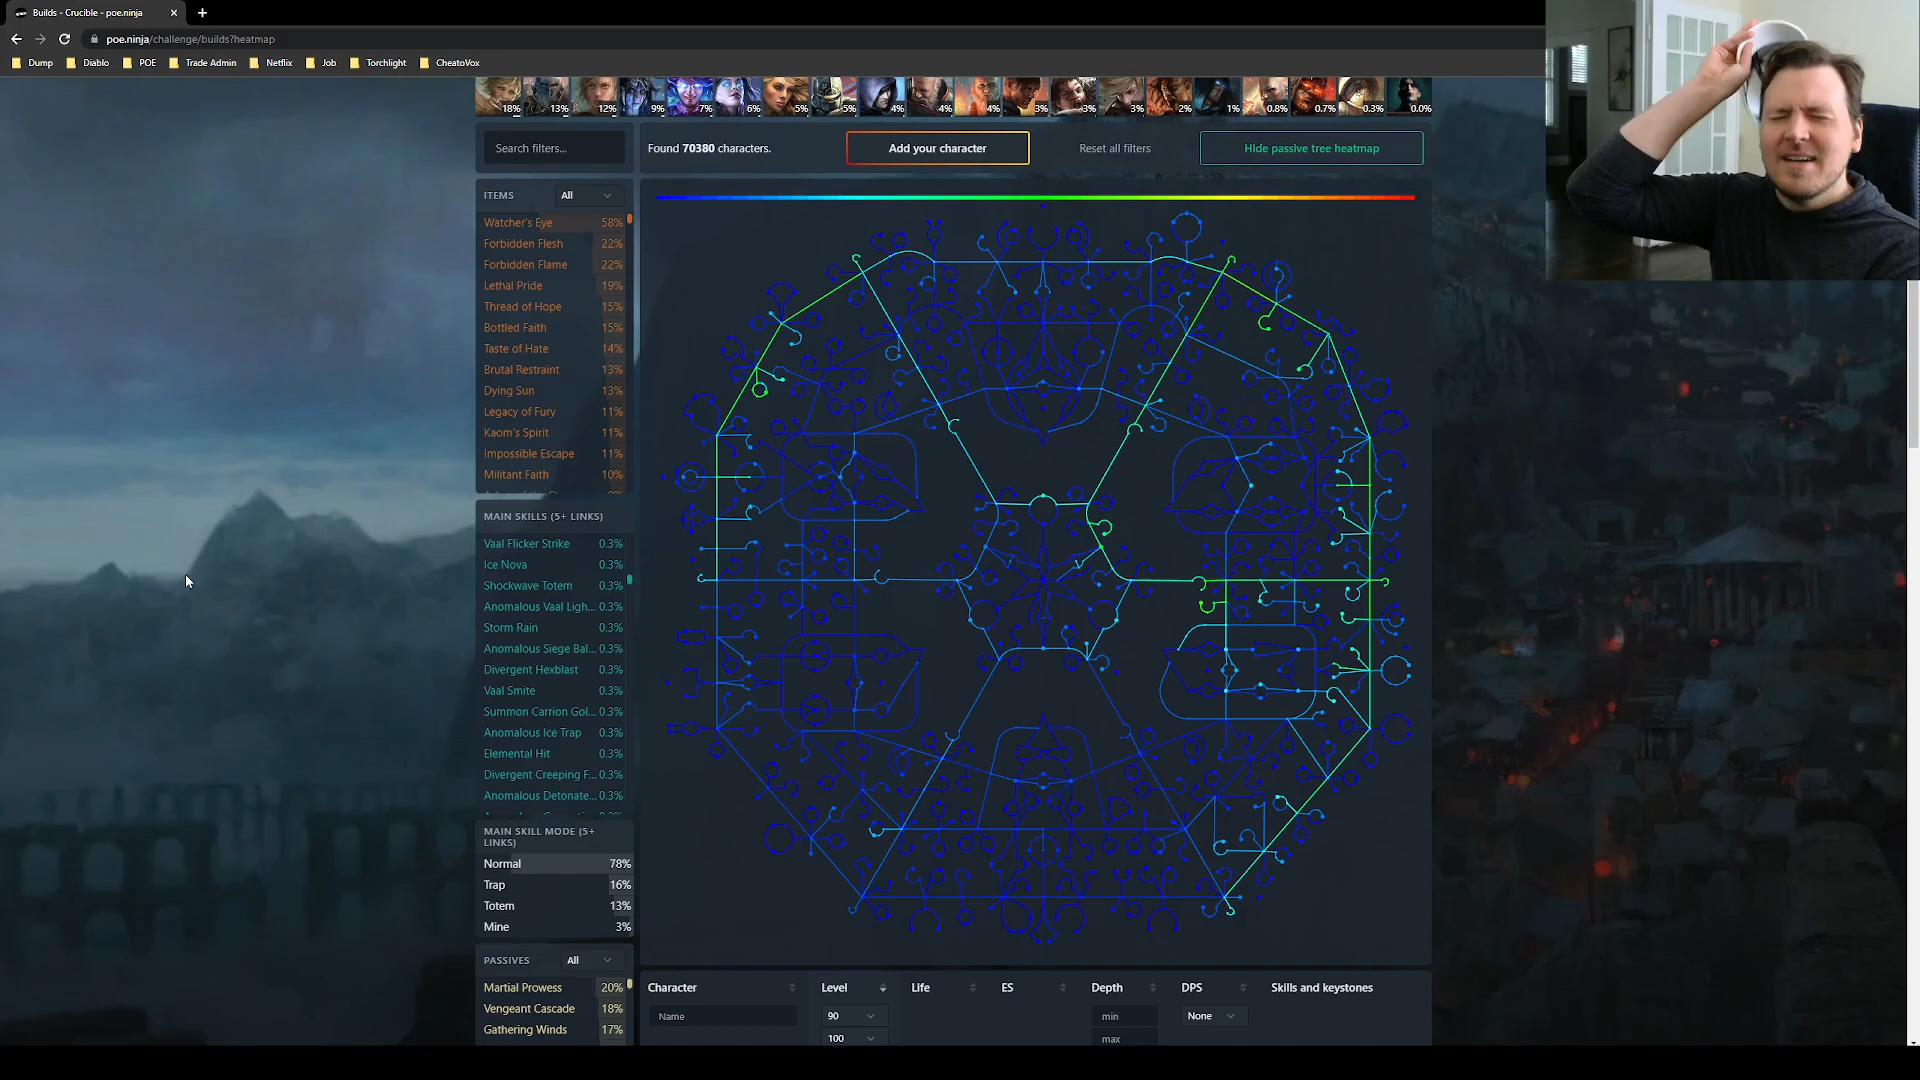 Builds - Crucible - poe.ninja
poe.ninja/challenge/builds?heatmap
Dump Diablo POE Trade Admin Netflix Job Torchlight CheatoVox
18% 13% 12% 9% 7% 6% 5% 5% 4% 4% 4% 3% 3% 3% 2% 1% 0.8% 0.7% 0.3% 0.0%
Search filters...
Found 70380 characters.
Add your character
Reset all filters
Hide passive tree heatmap
ITEMS All
Watcher's Eye 58%
Forbidden Flesh 22%
Forbidden Flame 22%
Lethal Pride 19%
Thread of Hope 15%
Bottled Faith 15%
Taste of Hate 14%
Brutal Restraint 13%
Dying Sun 13%
Legacy of Fury 11%
Kaom's Spirit 11%
Impossible Escape 11%
Militant Faith 10%
MAIN SKILLS (5+ LINKS)
Vaal Flicker Strike 0.3%
Ice Nova 0.3%
Shockwave Totem 0.3%
Anomalous Vaal Ligh... 0.3%
Storm Rain 0.3%
Anomalous Siege Bal... 0.3%
Divergent Hexblast 0.3%
Vaal Smite 0.3%
Summon Carrion Gol... 0.3%
Anomalous Ice Trap 0.3%
Elemental Hit 0.3%
Divergent Creeping F... 0.3%
Anomalous Detonate... 0.3%
MAIN SKILL MODE (5+
LINKS)
Normal 78%
Trap 16%
Totem 13%
Mine 3%
PASSIVES All
Martial Prowess 20%
Vengeant Cascade 18%
Gathering Winds 17%
Character Level Life ES Depth DPS Skills and keystones
Name 90 min None
100 max